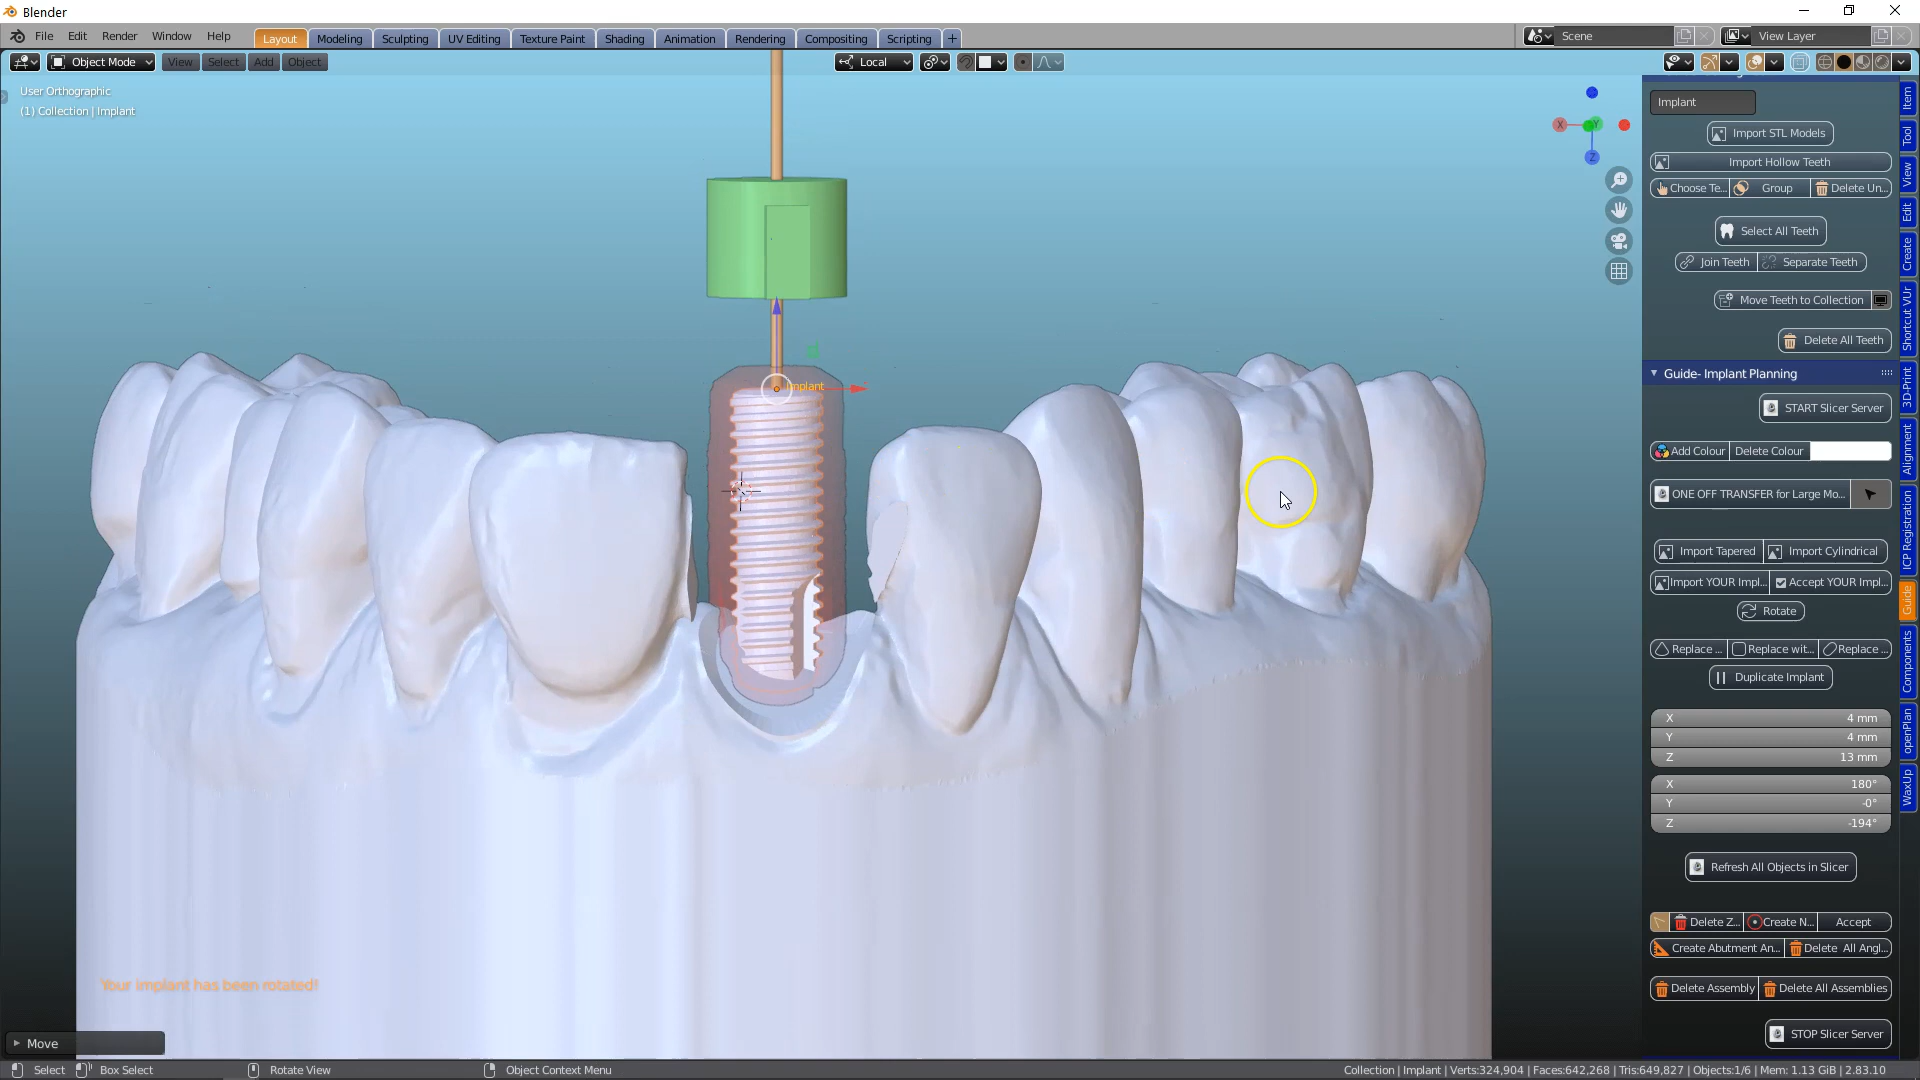 Blender
File Edit Render Window Help Layout Modeling Sculpting UV Editing Texture Paint Shading Animation Rendering Compositing Scripting + Scene View Layer
Object Mode View Select Add Object Local
User Orthographic
(1) Collection | Implant
X Y Z
Implant
Import STL Models
Import Hollow Teeth
Choose Te... Group Delete Un...
Select All Teeth
Join Teeth Separate Teeth
Move Teeth to Collection
Delete All Teeth
Guide- Implant Planning
START Slicer Server
Add Colour Delete Colour
ONE OFF TRANSFER for Large Mo...
Import Tapered Import Cylindrical
Import YOUR Impl... Accept YOUR Impl...
Rotate
Replace ... Replace wit... Replace ...
Duplicate Implant
X 4 mm
Y 4 mm
Z 13 mm
X 180°
Y -0°
Z -194°
Refresh All Objects in Slicer
Delete Z... Create N... Accept
Create Abutment An... Delete All Angl...
Delete Assembly Delete All Assemblies
STOP Slicer Server
Item
Tool
View
Edit
Create
Shortcut VUr
3D-Print
Alignment
ICP Registration
Guide
Components
openPlan
WaxUp
Implant
Your implant has been rotated!
Move
Select Box Select Rotate View Object Context Menu Collection | Implant | Verts:324,904 | Faces:642,268 | Tris:649,827 | Objects:1/6 | Mem: 1.13 GiB | 2.83.10